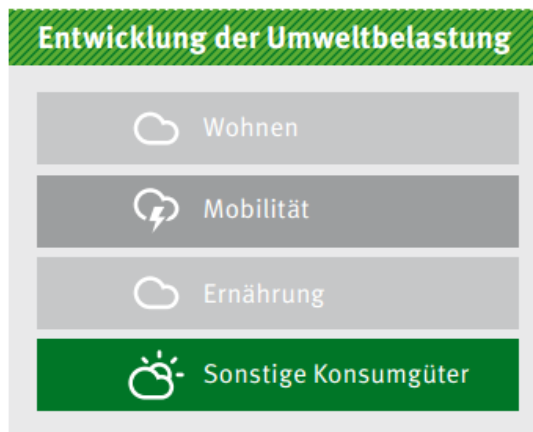 Entwicklung der Umweltbelastung
Wohnen
Mobilität
Ernährung
Sonstige Konsumgüter